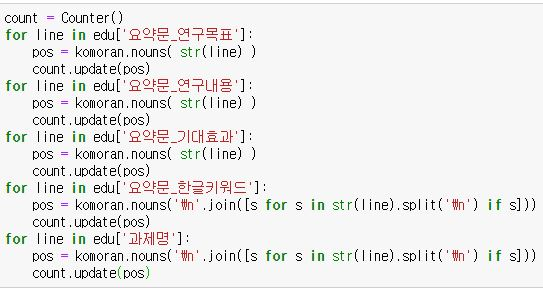 count = Counter()
for line in edu['요약문_연구목표']:
    pos = komoran.nouns( str(line) )
    count.update(pos)
for line in edu['요약문_연구내용']:
    pos = komoran.nouns( str(line) )
    count.update(pos)
for line in edu['요약문_기대효과']:
    pos = komoran.nouns( str(line) )
    count.update(pos)
for line in edu['요약문_한글키워드']:
    pos = komoran.nouns('₩n'.join([s for s in str(line).split('₩n') if s]))
    count.update(pos)
for line in edu['과제명']:
    pos = komoran.nouns('₩n'.join([s for s in str(line).split('₩n') if s]))
    count.update(pos)